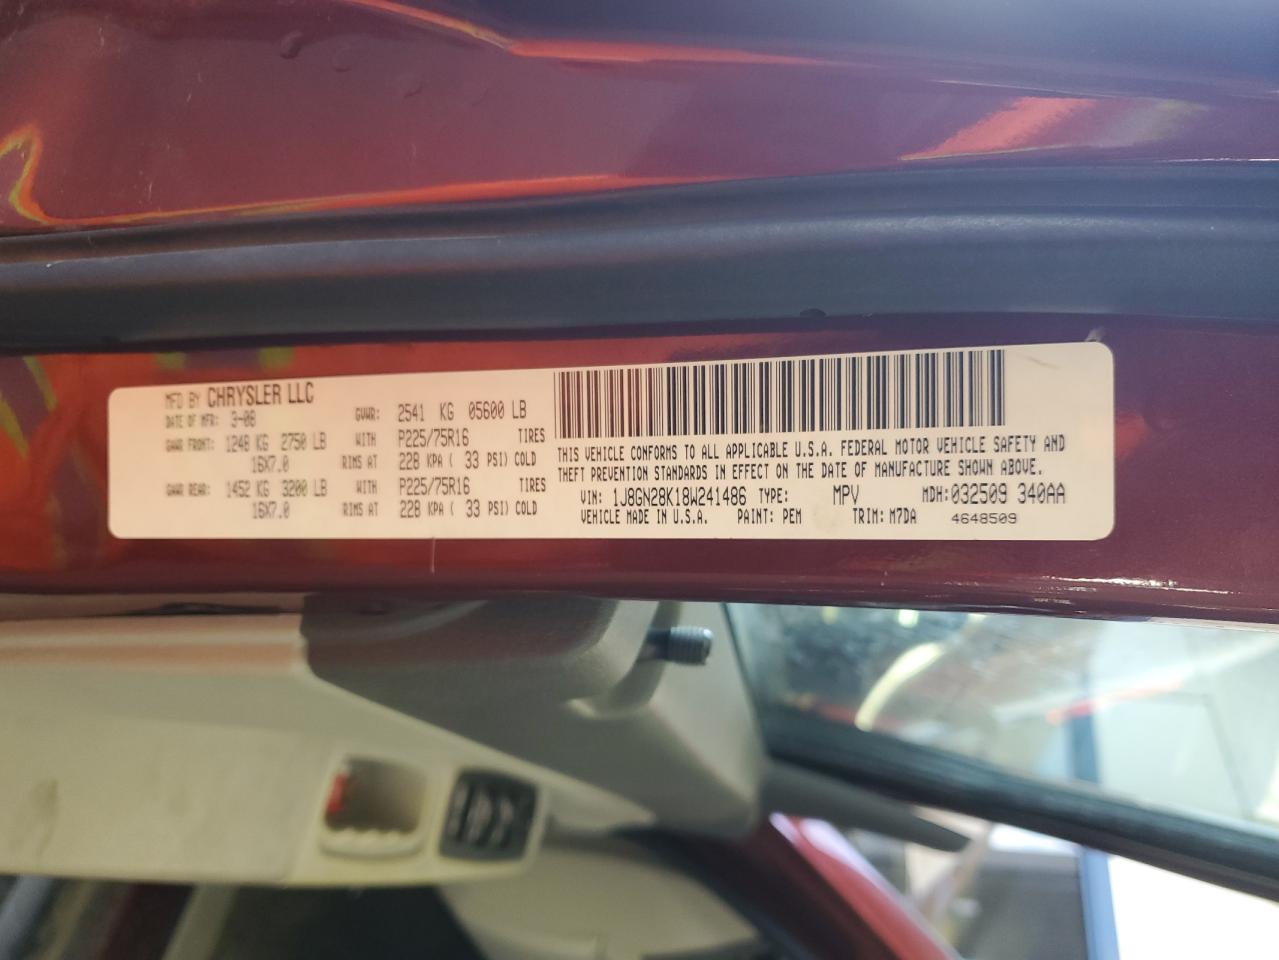 MFD BY CHRYSLER LLC
DATE OF MFR: 3-08 GVWR: 2541 KG 05600 LB
GAWR FRONT: 1248 KG 2750 LB WITH P225/75R16 TIRES
16X7.0 RIMS AT 228 KPA ( 33 PSI) COLD
GAWR REAR: 1452 KG 3200 LB WITH P225/75R16 TIRES
16X7.0 RIMS AT 228 KPA ( 33 PSI) COLD
THIS VEHICLE CONFORMS TO ALL APPLICABLE U.S.A. FEDERAL MOTOR VEHICLE SAFETY AND
THEFT PREVENTION STANDARDS IN EFFECT ON THE DATE OF MANUFACTURE SHOWN ABOVE.
VIN: 1J8GN28K18W241486 TYPE: MPV MDH:032509 340AA
VEHICLE MADE IN U.S.A. PAINT: PEM TRIM: M7DA 4648509